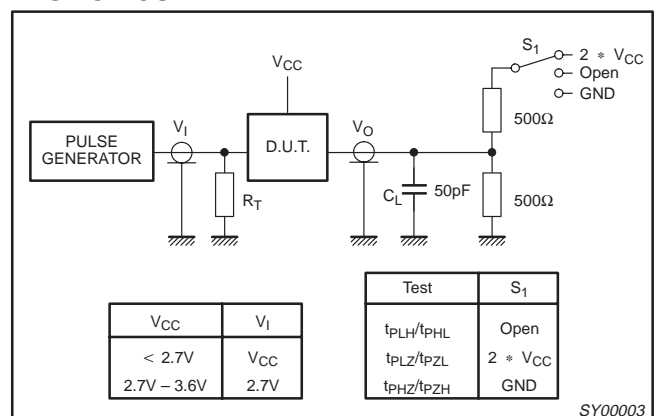 S1
2 * VCC
Open
GND
VCC
500Ω
PULSE
GENERATOR
VI
D.U.T.
VO
RT
CL
50pF
500Ω
VCC VI
< 2.7V VCC
2.7V – 3.6V 2.7V
Test S1
tPLH/tPHL Open
tPLZ/tPZL 2 * VCC
tPHZ/tPZH GND
SY00003